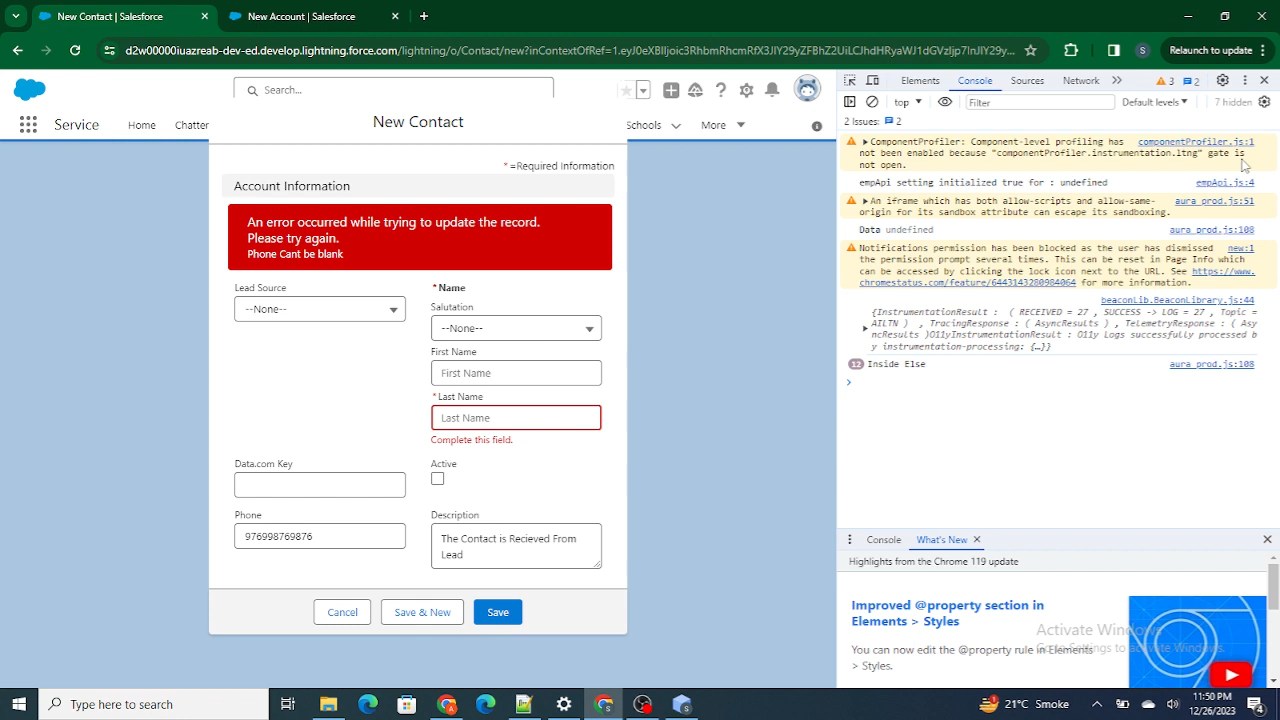 New Contact | Salesforce
New Account | Salesforce
d2w00000iuazreab-dev-ed.develop.lightning.force.com/lightning/o/Contact/new?inContextOfRef=1.
Relaunch to update
Search...
Service
Home
Chatter
Schools
More
New Contact
* =Required Information
Account Information
An error occurred while trying to update the record.
Please try again.
Phone Cant be blank
Lead Source
--None--
* Name
Salutation
--None--
First Name
First Name
* Last Name
Last Name
Complete this field.
Data.com Key
Active
Phone
976998769876
Description
The Contact is Recieved From
Lead
Cancel
Save & New
Save
Elements
Console
Sources
Network
3
2
top
Filter
Default levels
7 hidden
2 Issues: 2
ComponentProfiler: Component-level profiling has componentProfiler.js:1
not been enabled because "componentProfiler.instrumentation.ltng" gate is
not open.
empApi setting initialized true for : undefined empApi.js:4
An iframe which has both allow-scripts and allow-same- aura_prod.js:51
origin for its sandbox attribute can escape its sandboxing.
Data undefined aura_prod.js:108
Notifications permission has been blocked as the user has dismissed new:1
the permission prompt several times. This can be reset in Page Info which
can be accessed by clicking the lock icon next to the URL. See https://www.
chromestatus.com/feature/6443143280984064 for more information.
beaconLib.BeaconLibrary.js:44
{InstrumentationResult : ( RECEIVED = 27 , SUCCESS -> LOG = 27 , Topic =
AILTN ) , TracingResponse : ( AsyncResults ) , TelemetryResponse : ( Asy
ncResults )O11yInstrumentationResult : O11y logs successfully processed b
y instrumentation-processing: {…}}
12 Inside Else aura_prod.js:108
Console
What's New
Highlights from the Chrome 119 update
Improved @property section in
Elements > Styles
You can now edit the @property rule in Elements
> Styles.
Activate Windows
Go to Settings to activate Windows.
Type here to search
21°C Smoke
11:50 PM
12/26/2023
4